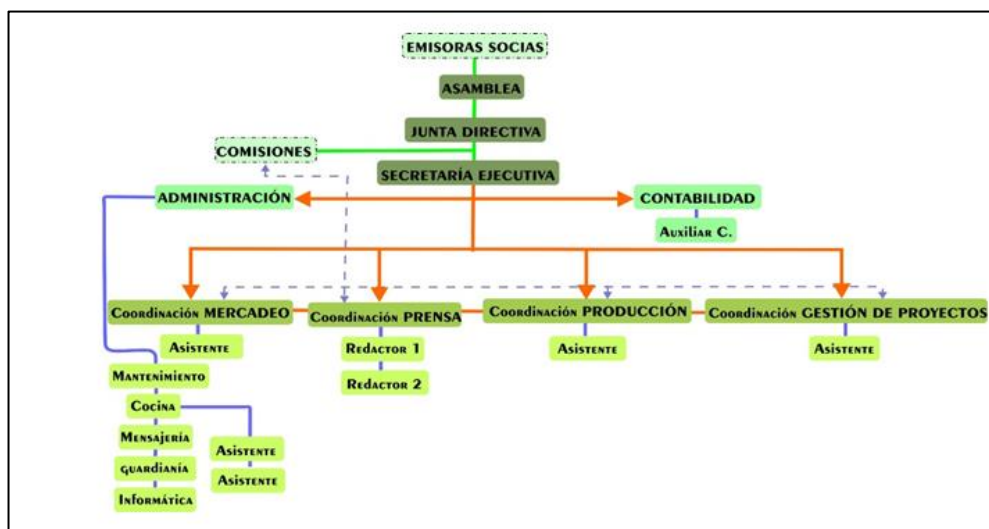 EMISORAS SOCIAS
ASAMBLEA
JUNTA DIRECTIVA
COMISIONES
SECRETARÍA EJECUTIVA
ADMINISTRACIÓN
CONTABILIDAD
Auxiliar C.
Coordinación MERCADEO
Coordinación PRENSA
Coordinación PRODUCCIÓN
Coordinación GESTIÓN DE PROYECTOS
Asistente
Redactor 1
Asistente
Asistente
Redactor 2
Mantenimiento
Cocina
Mensajería
guardianía
Informática
Asistente
Asistente